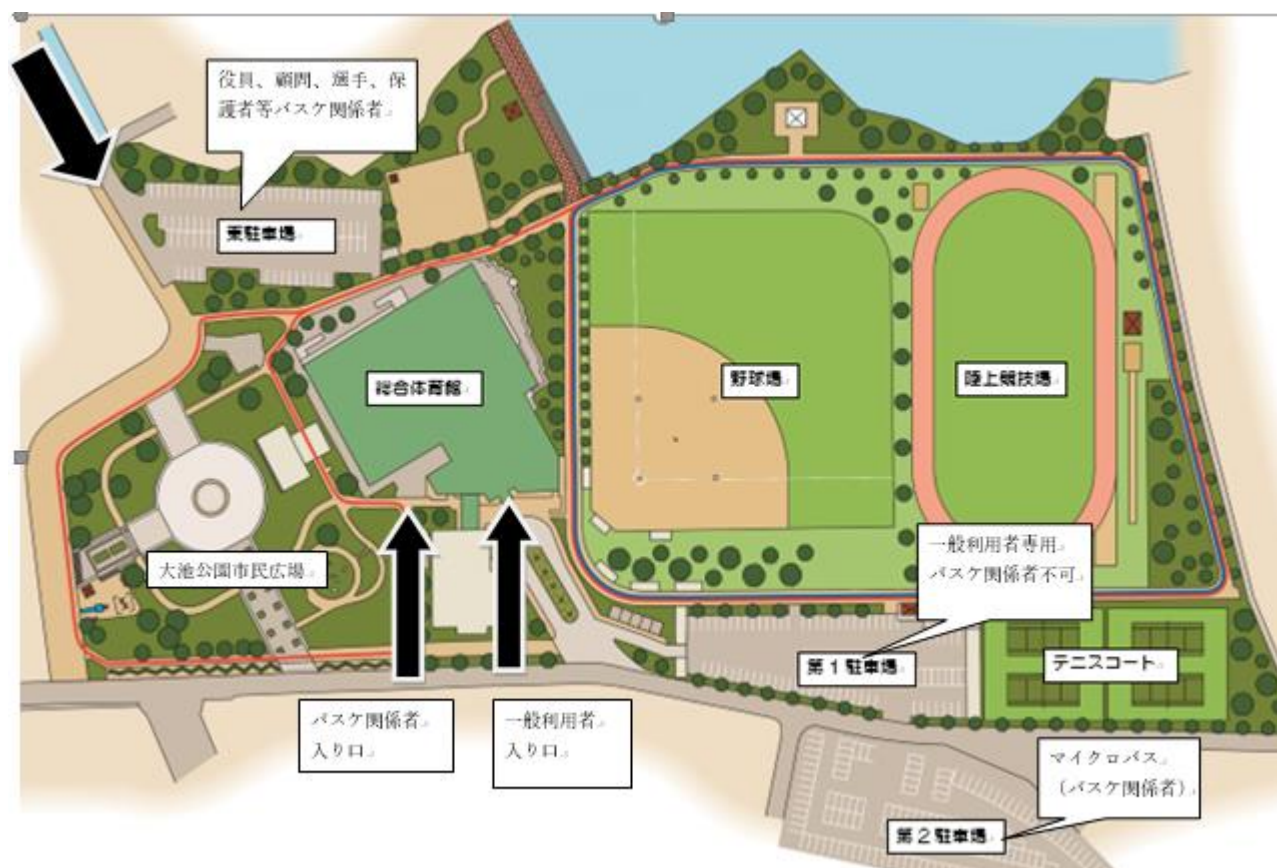 役員、顧問、選手、保
護者等バスケ関係者
東駐車場
総合体育館
野球場
陸上競技場
大池公園市民広場
一般利用者専用
バスケ関係者不可
第1駐車場
テニスコート
バスケ関係者
入り口
一般利用者
入り口
マイクロバス
(バスケ関係者)
第2駐車場